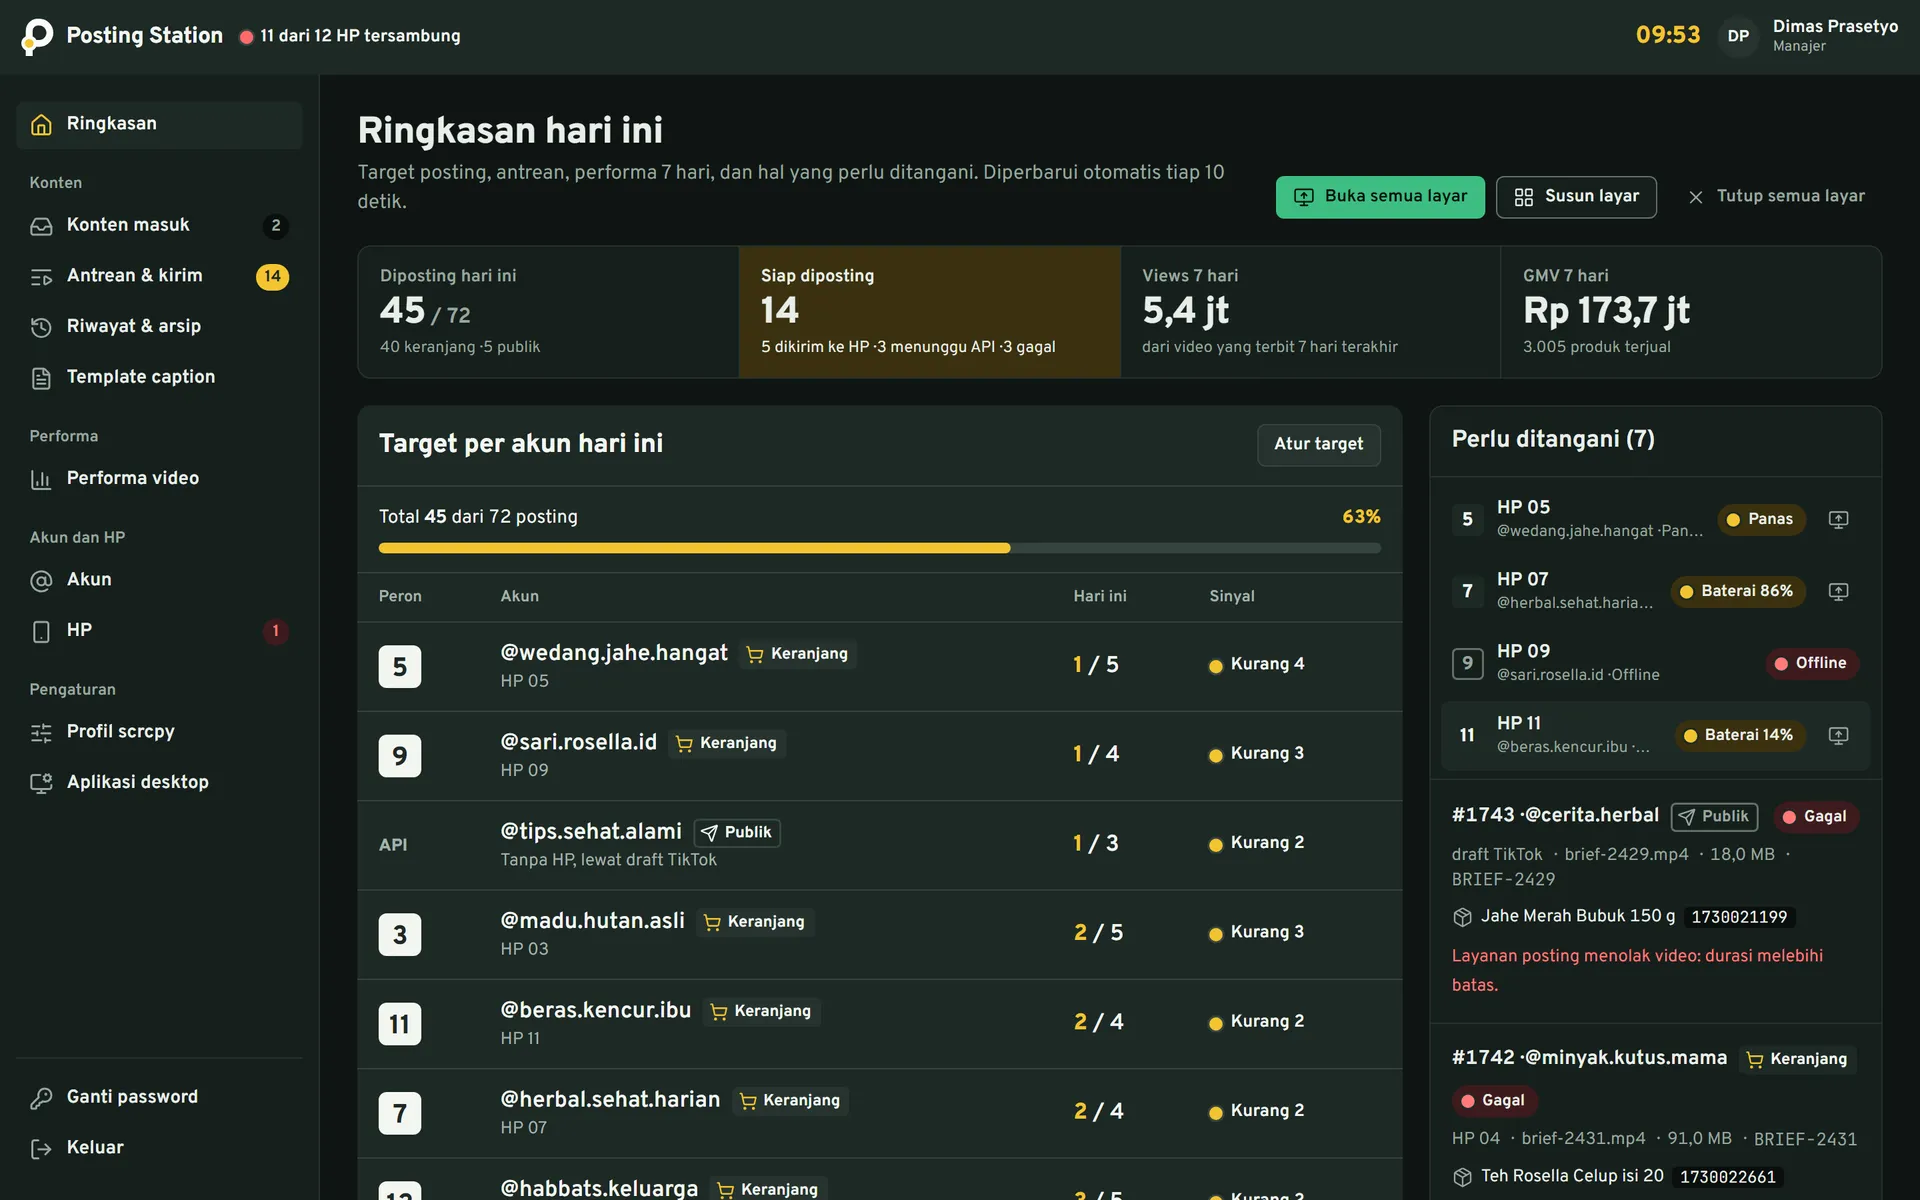 Posting Station
11 dari 12 HP tersambung
09:53
DP
Dimas Prasetyo
Manajer
Ringkasan
Konten
Konten masuk
2
Antrean & kirim
14
Riwayat & arsip
Template caption
Performa
Performa video
Akun dan HP
Akun
HP
1
Pengaturan
Profil scrcpy
Aplikasi desktop
Ganti password
Keluar
Ringkasan hari ini
Target posting, antrean, performa 7 hari, dan hal yang perlu ditangani. Diperbarui otomatis tiap 10
detik.
Buka semua layar
Susun layar
Tutup semua layar
Diposting hari ini
45 / 72
40 keranjang ·5 publik
Siap diposting
14
5 dikirim ke HP ·3 menunggu API ·3 gagal
Views 7 hari
5,4 jt
dari video yang terbit 7 hari terakhir
GMV 7 hari
Rp 173,7 jt
3.005 produk terjual
Target per akun hari ini
Atur target
Total 45 dari 72 posting
63%
Peron
Akun
Hari ini
Sinyal
5
@wedang.jahe.hangat
Keranjang
HP 05
1 / 5
Kurang 4
9
@sari.rosella.id
Keranjang
HP 09
1 / 4
Kurang 3
API
@tips.sehat.alami
Publik
Tanpa HP, lewat draft TikTok
1 / 3
Kurang 2
3
@madu.hutan.asli
Keranjang
HP 03
2 / 5
Kurang 3
11
@beras.kencur.ibu
Keranjang
HP 11
2 / 4
Kurang 2
7
@herbal.sehat.harian
Keranjang
HP 07
2 / 4
Kurang 2
@habbats.keluarga
Keranjang
Perlu ditangani (7)
5
HP 05
@wedang.jahe.hangat ·Pan...
Panas
7
HP 07
@herbal.sehat.haria...
Baterai 86%
9
HP 09
@sari.rosella.id ·Offline
Offline
11
HP 11
@beras.kencur.ibu ·...
Baterai 14%
#1743 ·@cerita.herbal
Publik
Gagal
draft TikTok · brief-2429.mp4 · 18,0 MB ·
BRIEF-2429
Jahe Merah Bubuk 150 g
1730021199
Layanan posting menolak video: durasi melebihi
batas.
#1742 ·@minyak.kutus.mama
Keranjang
Gagal
HP 04 · brief-2431.mp4 · 91,0 MB · BRIEF-2431
Teh Rosella Celup isi 20
1730022661